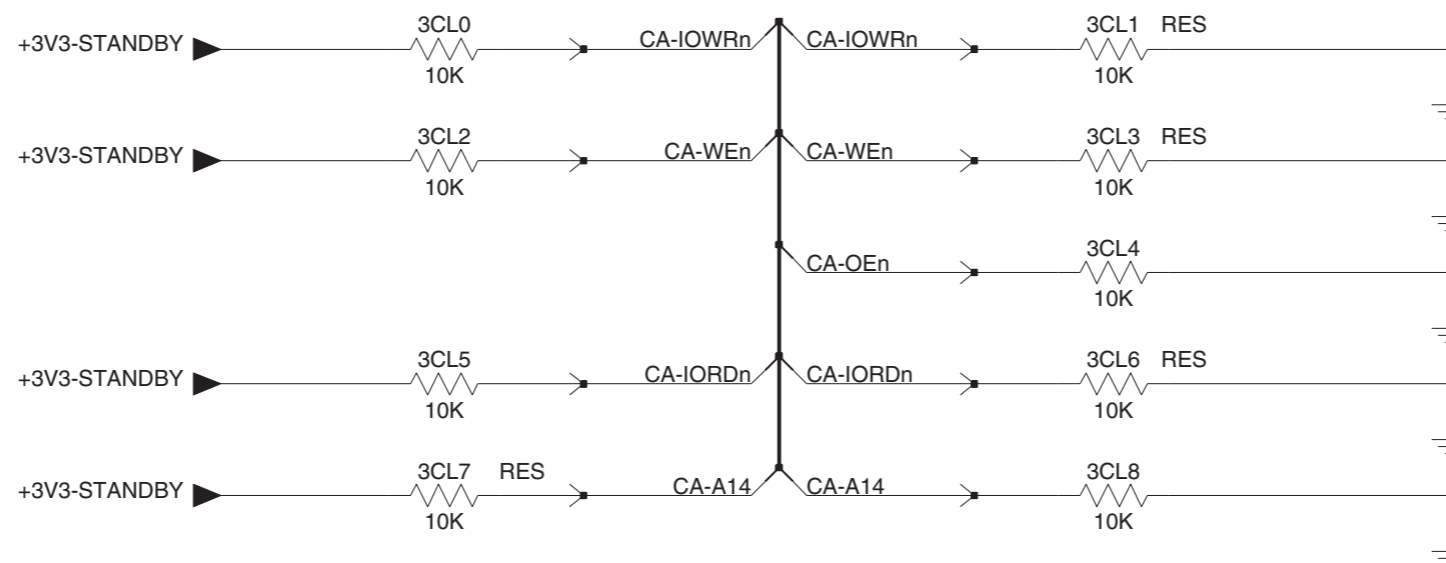 3CL0 3CL1 RES
+3V3-STANDBY CA-IOWRn CA-IOWRn
10K 10K
3CL2 3CL3 RES
+3V3-STANDBY CA-WEn CA-WEn
10K 10K
3CL4
CA-OEn
10K
3CL5 3CL6 RES
+3V3-STANDBY CA-IORDn CA-IORDn
10K 10K
3CL7 RES 3CL8
+3V3-STANDBY CA-A14 CA-A14
10K 10K